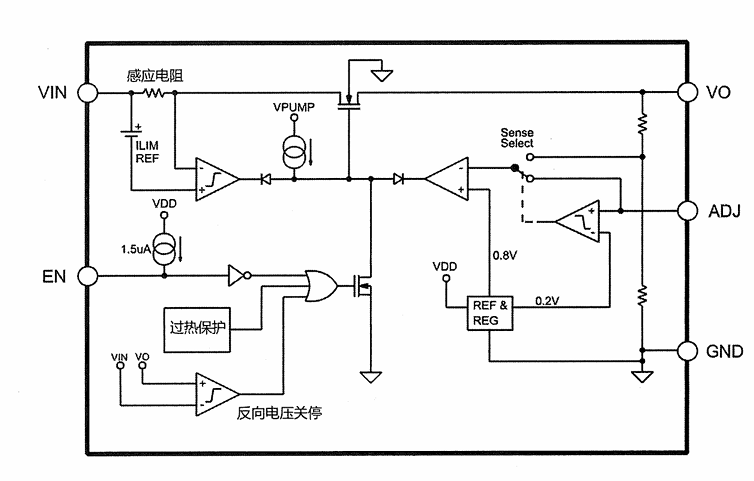 感应电阻
VIN
VO
VPUMP
ILIM
REF
Sense
Select
-
+
+
-
+
VDD
1.5uA
ADJ
+
-
EN
0.8V
VDD
REF &
REG
0.2V
过热保护
GND
VIN VO
+
-
反向电压关停